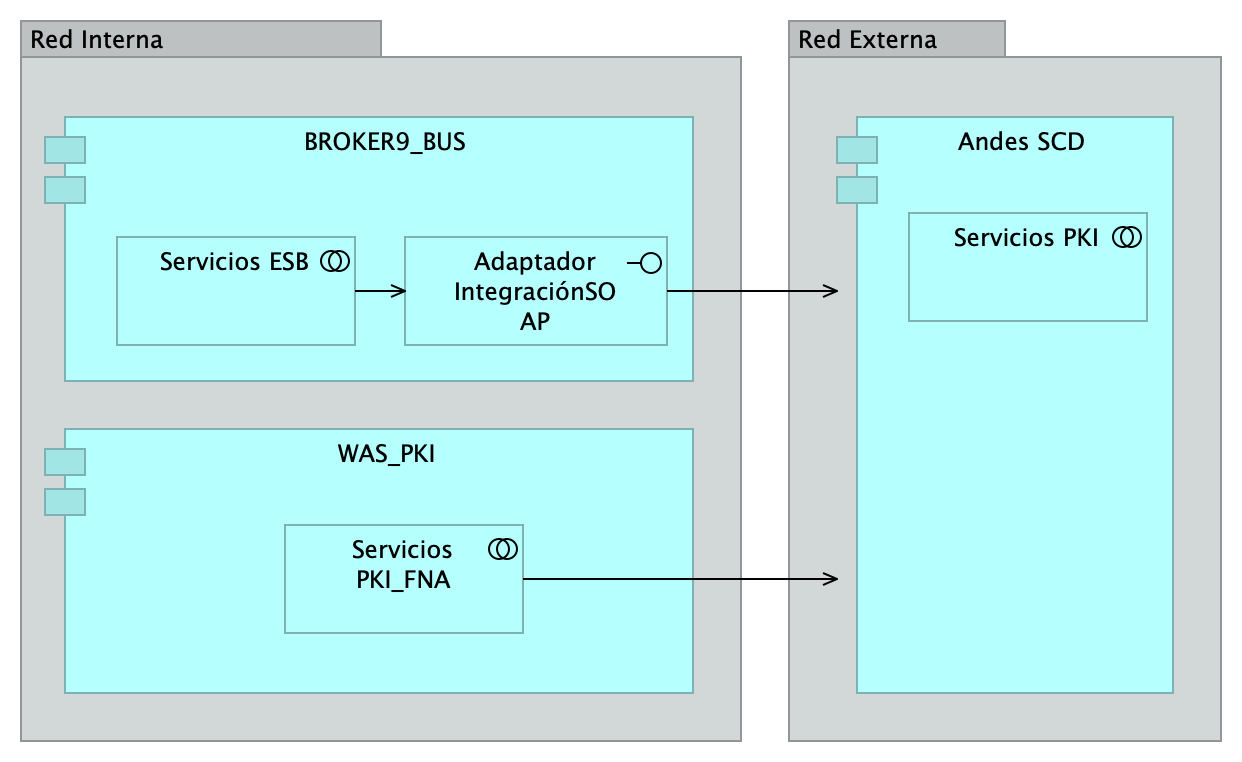 Red Interna
BROKER9_BUS
Servicios ESB
Adaptador
IntegraciónSO
AP
WAS_PKI
Servicios
PKI_FNA
Red Externa
Andes SCD
Servicios PKI